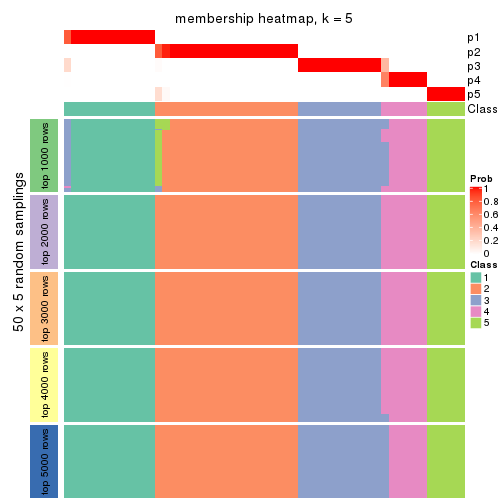 membership heatmap, k = 5
p1
p2
p3
p4
p5
Class
50 x 5 random samplings
top 1000 rows
top 2000 rows
top 3000 rows
top 4000 rows
top 5000 rows
Prob
1
0.8
0.6
0.4
0.2
0
Class
1
2
3
4
5